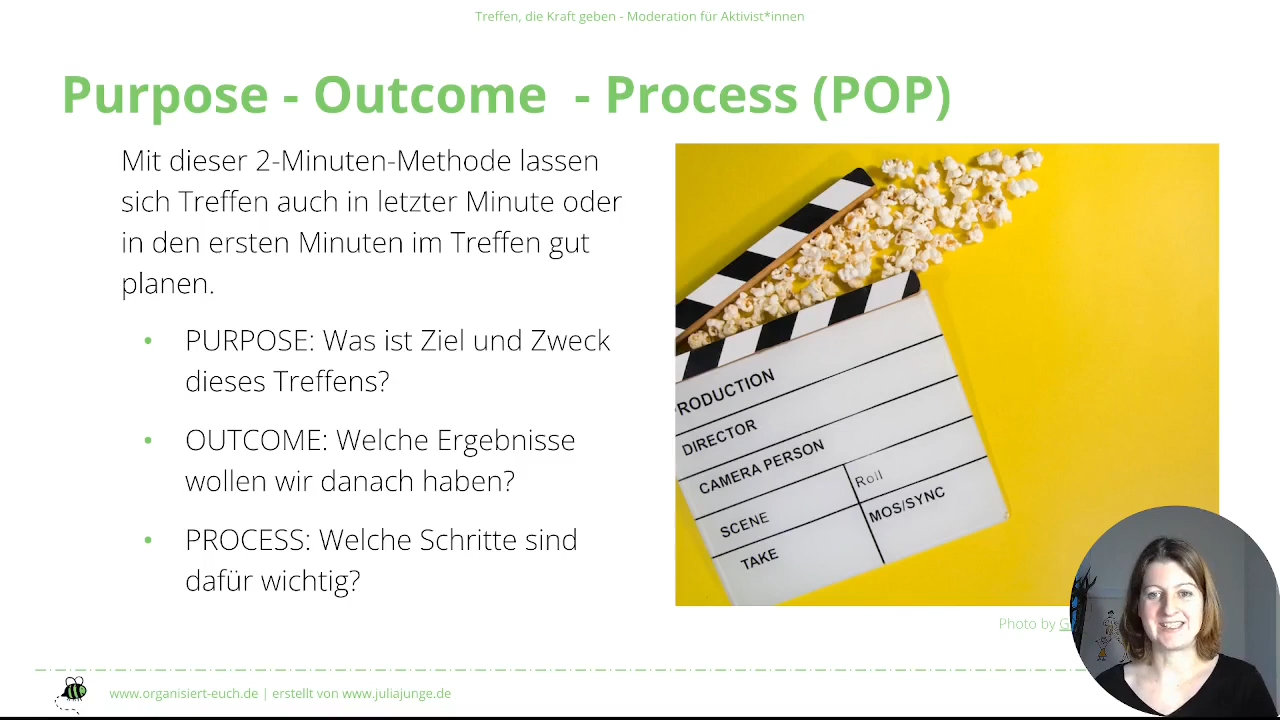 Treffen, die Kraft geben - Moderation für Aktivist*innen
Purpose - Outcome - Process (POP)
Mit dieser 2-Minuten-Methode lassen
sich Treffen auch in letzter Minute oder
in den ersten Minuten im Treffen gut
planen.
• PURPOSE: Was ist Ziel und Zweck
dieses Treffens?
• OUTCOME: Welche Ergebnisse
wollen wir danach haben?
• PROCESS: Welche Schritte sind
dafür wichtig?
RODUCTION
DIRECTOR
CAMERA PERSON
SCENE
Roll
TAKE
MOS/SYNC
Photo by
www.organisiert-euch.de | erstellt von www.juliajunge.de